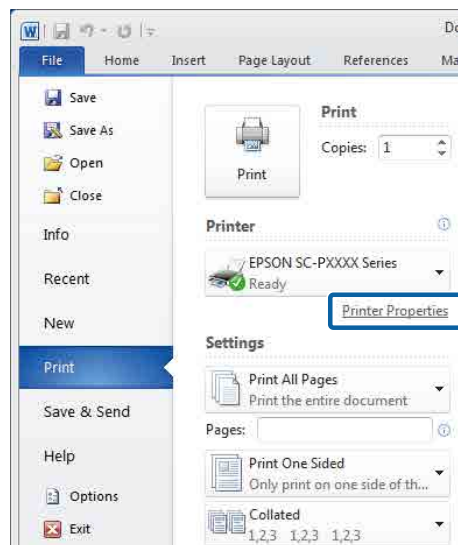 W
Do
File Home Insert Page Layout References Ma
Save
Save As
Open
Close
Info
Recent
New
Print
Save & Send
Help
Options
Exit
Print
Print
Copies: 1
Printer
EPSON SC-PXXXX Series
Ready
Printer Properties
Settings
Print All Pages
Print the entire document
Pages:
Print One Sided
Only print on one side of th...
Collated
1,2,3 1,2,3 1,2,3